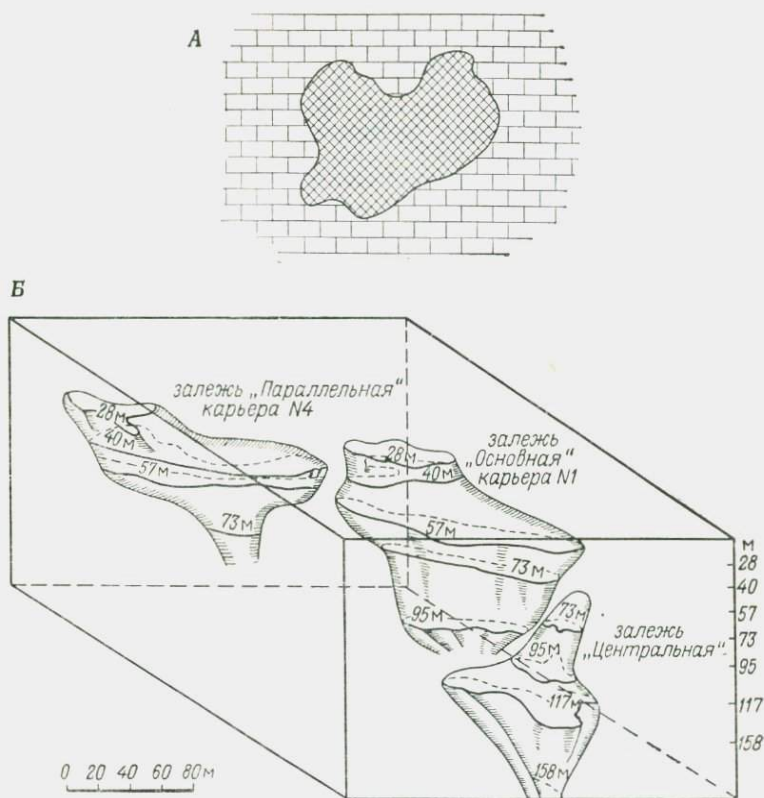 А
Б
залежь „Параллельная“
карьера N4
28м
40м
57м
73м
залежь
„Основная“
карьера N1
28м
40м
57м
73м
95м
залежь
„Центральная“
73м
95м
117м
158м
м
28
40
57
73
95
117
158
0 20 40 60 80м